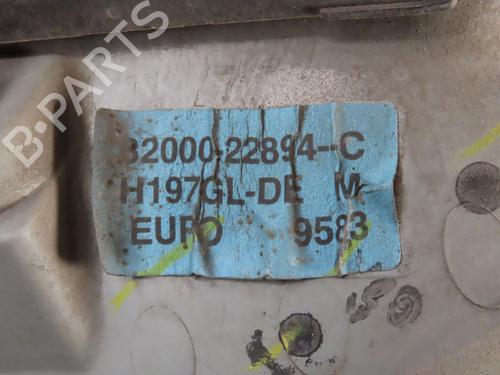 B-PARTS
32000-22894--C
H197GL-DE M
EURO 9583